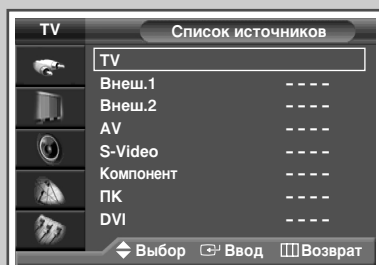 TV Список источников
TV
Внеш.1 - - - -
Внеш.2 - - - -
AV - - - -
S-Video - - - -
Компонент - - - -
ПК - - - -
DVI - - - -
Выбор Ввод Возврат